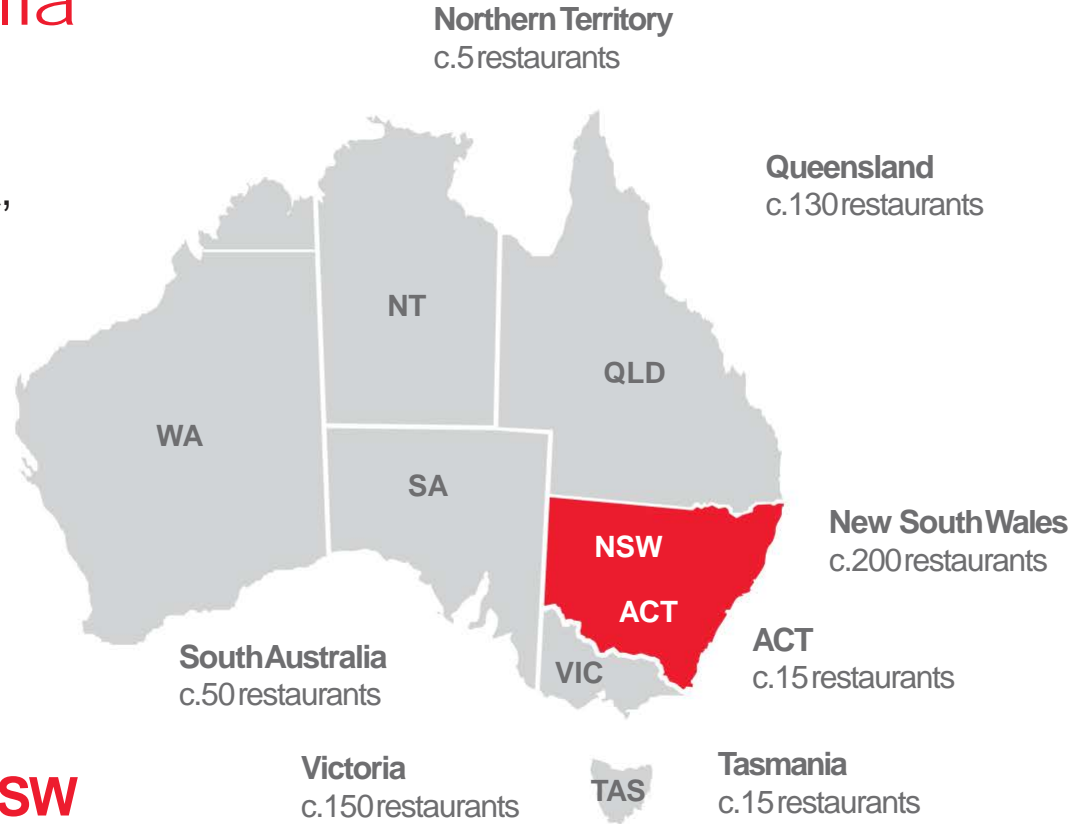 Northern Territory
c.5 restaurants
Queensland
c.130 restaurants
NT
QLD
WA
SA
NSW
New South Wales
c.200 restaurants
ACT
ACT
c.15 restaurants
South Australia
c.50 restaurants
VIC
Victoria
c.150 restaurants
TAS
Tasmania
c.15 restaurants